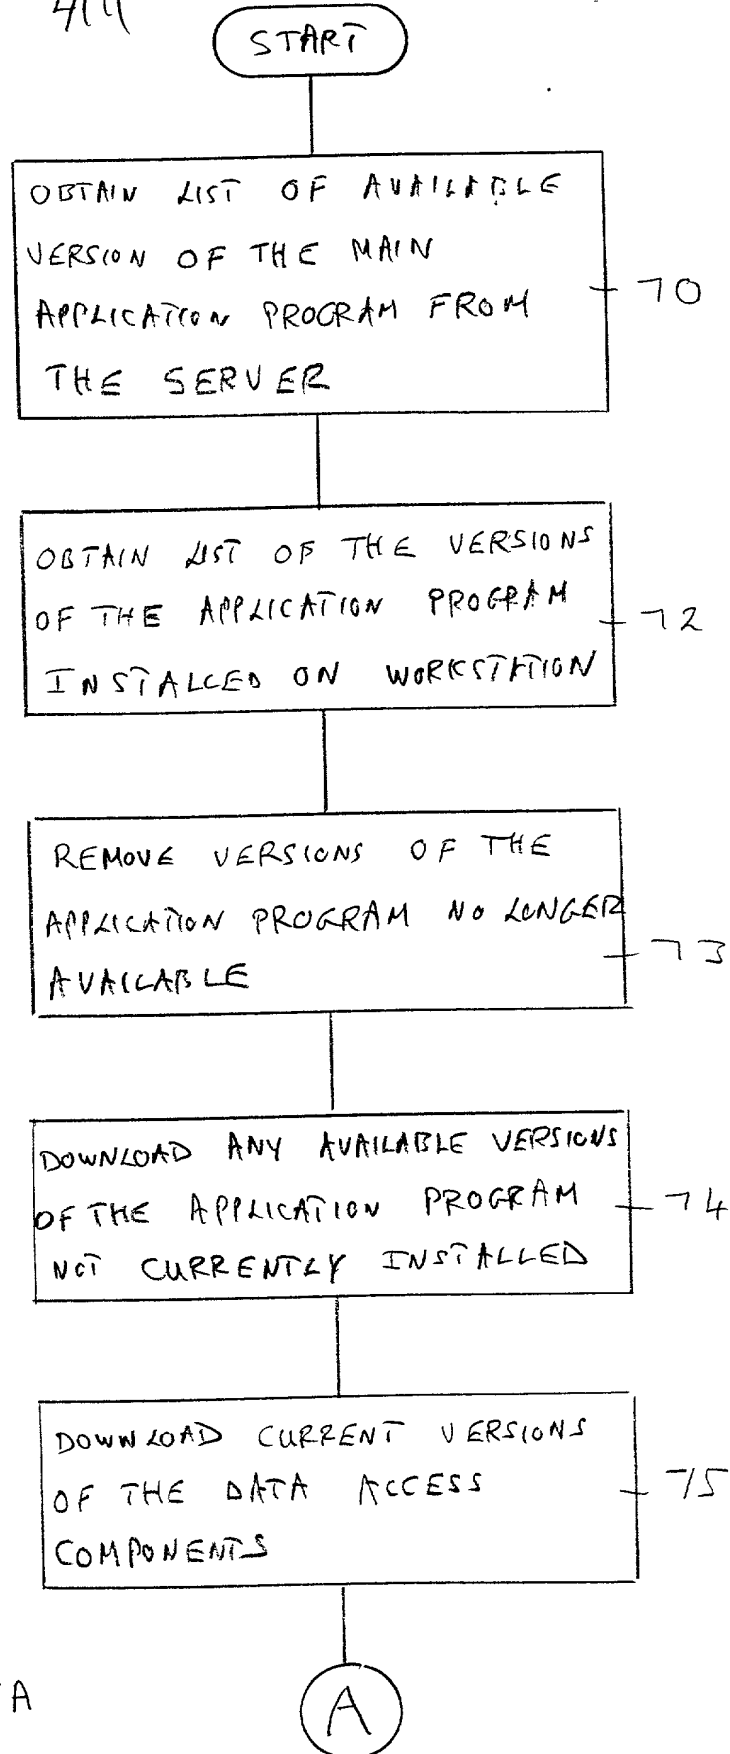 START
OBTAIN LIST OF AVAILABLE
VERSION OF THE MAIN
APPLICATION PROGRAM FROM
THE SERVER
70
OBTAIN LIST OF THE VERSIONS
OF THE APPLICATION PROGRAM
INSTALLED ON WORKSTATION
72
REMOVE VERSIONS OF THE
APPLICATION PROGRAM NO LONGER
AVAILABLE
73
DOWNLOAD ANY AVAILABLE VERSIONS
OF THE APPLICATION PROGRAM
NOT CURRENTLY INSTALLED
74
DOWNLOAD CURRENT VERSIONS
OF THE DATA ACCESS
COMPONENTS
75
A
A